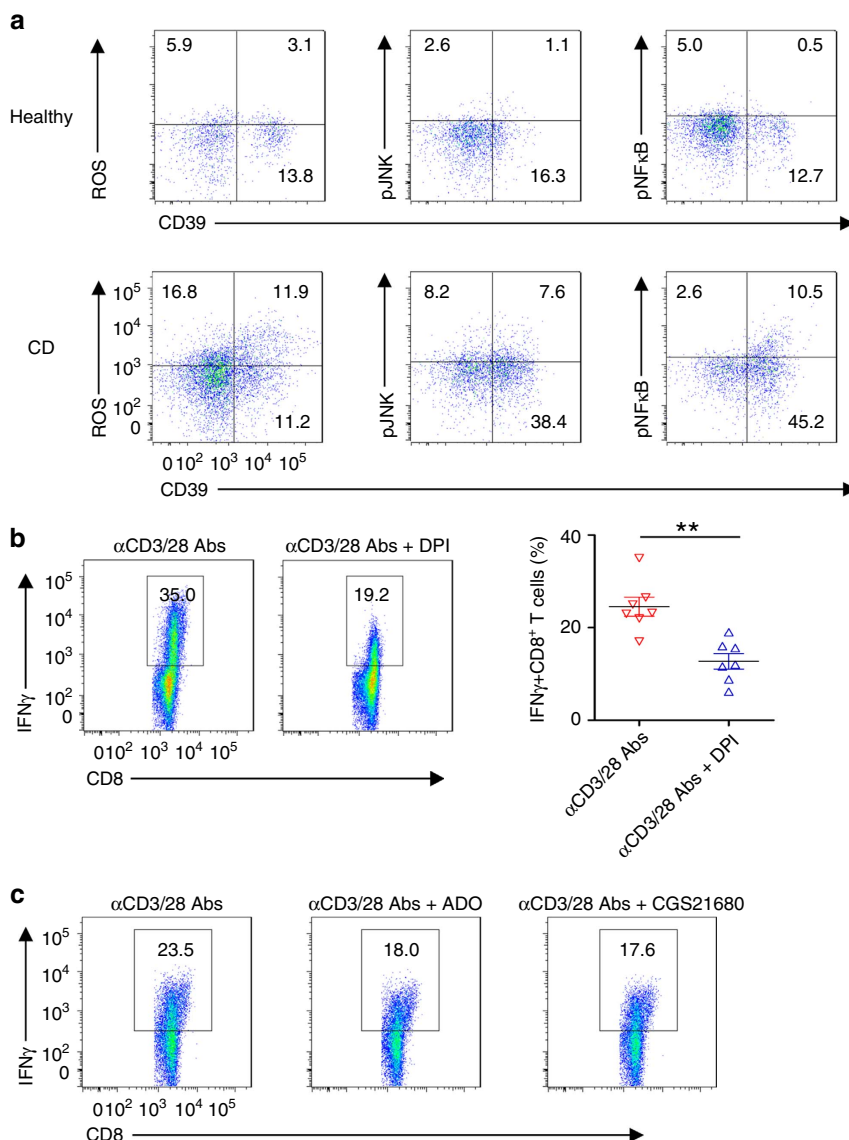 a
Healthy
ROS
5.9 3.1
13.8
pJNK
2.6 1.1
16.3
pNFκB
5.0 0.5
12.7
CD39
CD
ROS
10⁵
10⁴
10³
10²
0
16.8 11.9
11.2
0 10² 10³ 10⁴ 10⁵
pJNK
8.2 7.6
38.4
pNFκB
2.6 10.5
45.2
CD39
b
αCD3/28 Abs
αCD3/28 Abs + DPI
IFNγ
10⁵
10⁴
10³
10²
0
35.0
19.2
0 10² 10³ 10⁴ 10⁵
CD8
IFNγ+CD8⁺ T cells (%)
40
20
0
**
αCD3/28 Abs
αCD3/28 Abs + DPI
c
αCD3/28 Abs
αCD3/28 Abs + ADO
αCD3/28 Abs + CGS21680
IFNγ
10⁵
10⁴
10³
10²
0
23.5
18.0
17.6
0 10² 10³ 10⁴ 10⁵
CD8